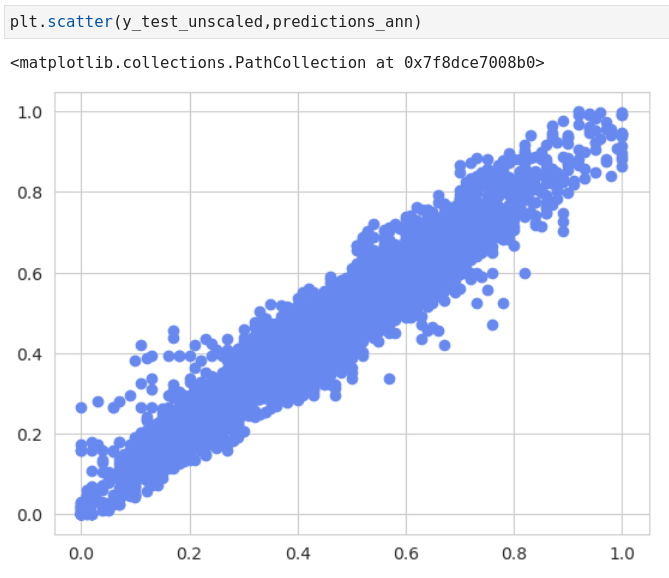 plt.scatter(y_test_unscaled,predictions_ann)
<matplotlib.collections.PathCollection at 0x7f8dce7008b0>
1.0
0.8
0.6
0.4
0.2
0.0
0.0 0.2 0.4 0.6 0.8 1.0